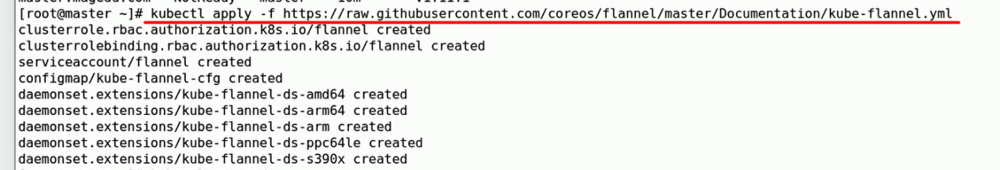 [root@master ~]# kubectl apply -f https://raw.githubusercontent.com/coreos/flannel/master/Documentation/kube-flannel.yml
clusterrole.rbac.authorization.k8s.io/flannel created
clusterrolebinding.rbac.authorization.k8s.io/flannel created
serviceaccount/flannel created
configmap/kube-flannel-cfg created
daemonset.extensions/kube-flannel-ds-amd64 created
daemonset.extensions/kube-flannel-ds-arm64 created
daemonset.extensions/kube-flannel-ds-arm created
daemonset.extensions/kube-flannel-ds-ppc64le created
daemonset.extensions/kube-flannel-ds-s390x created